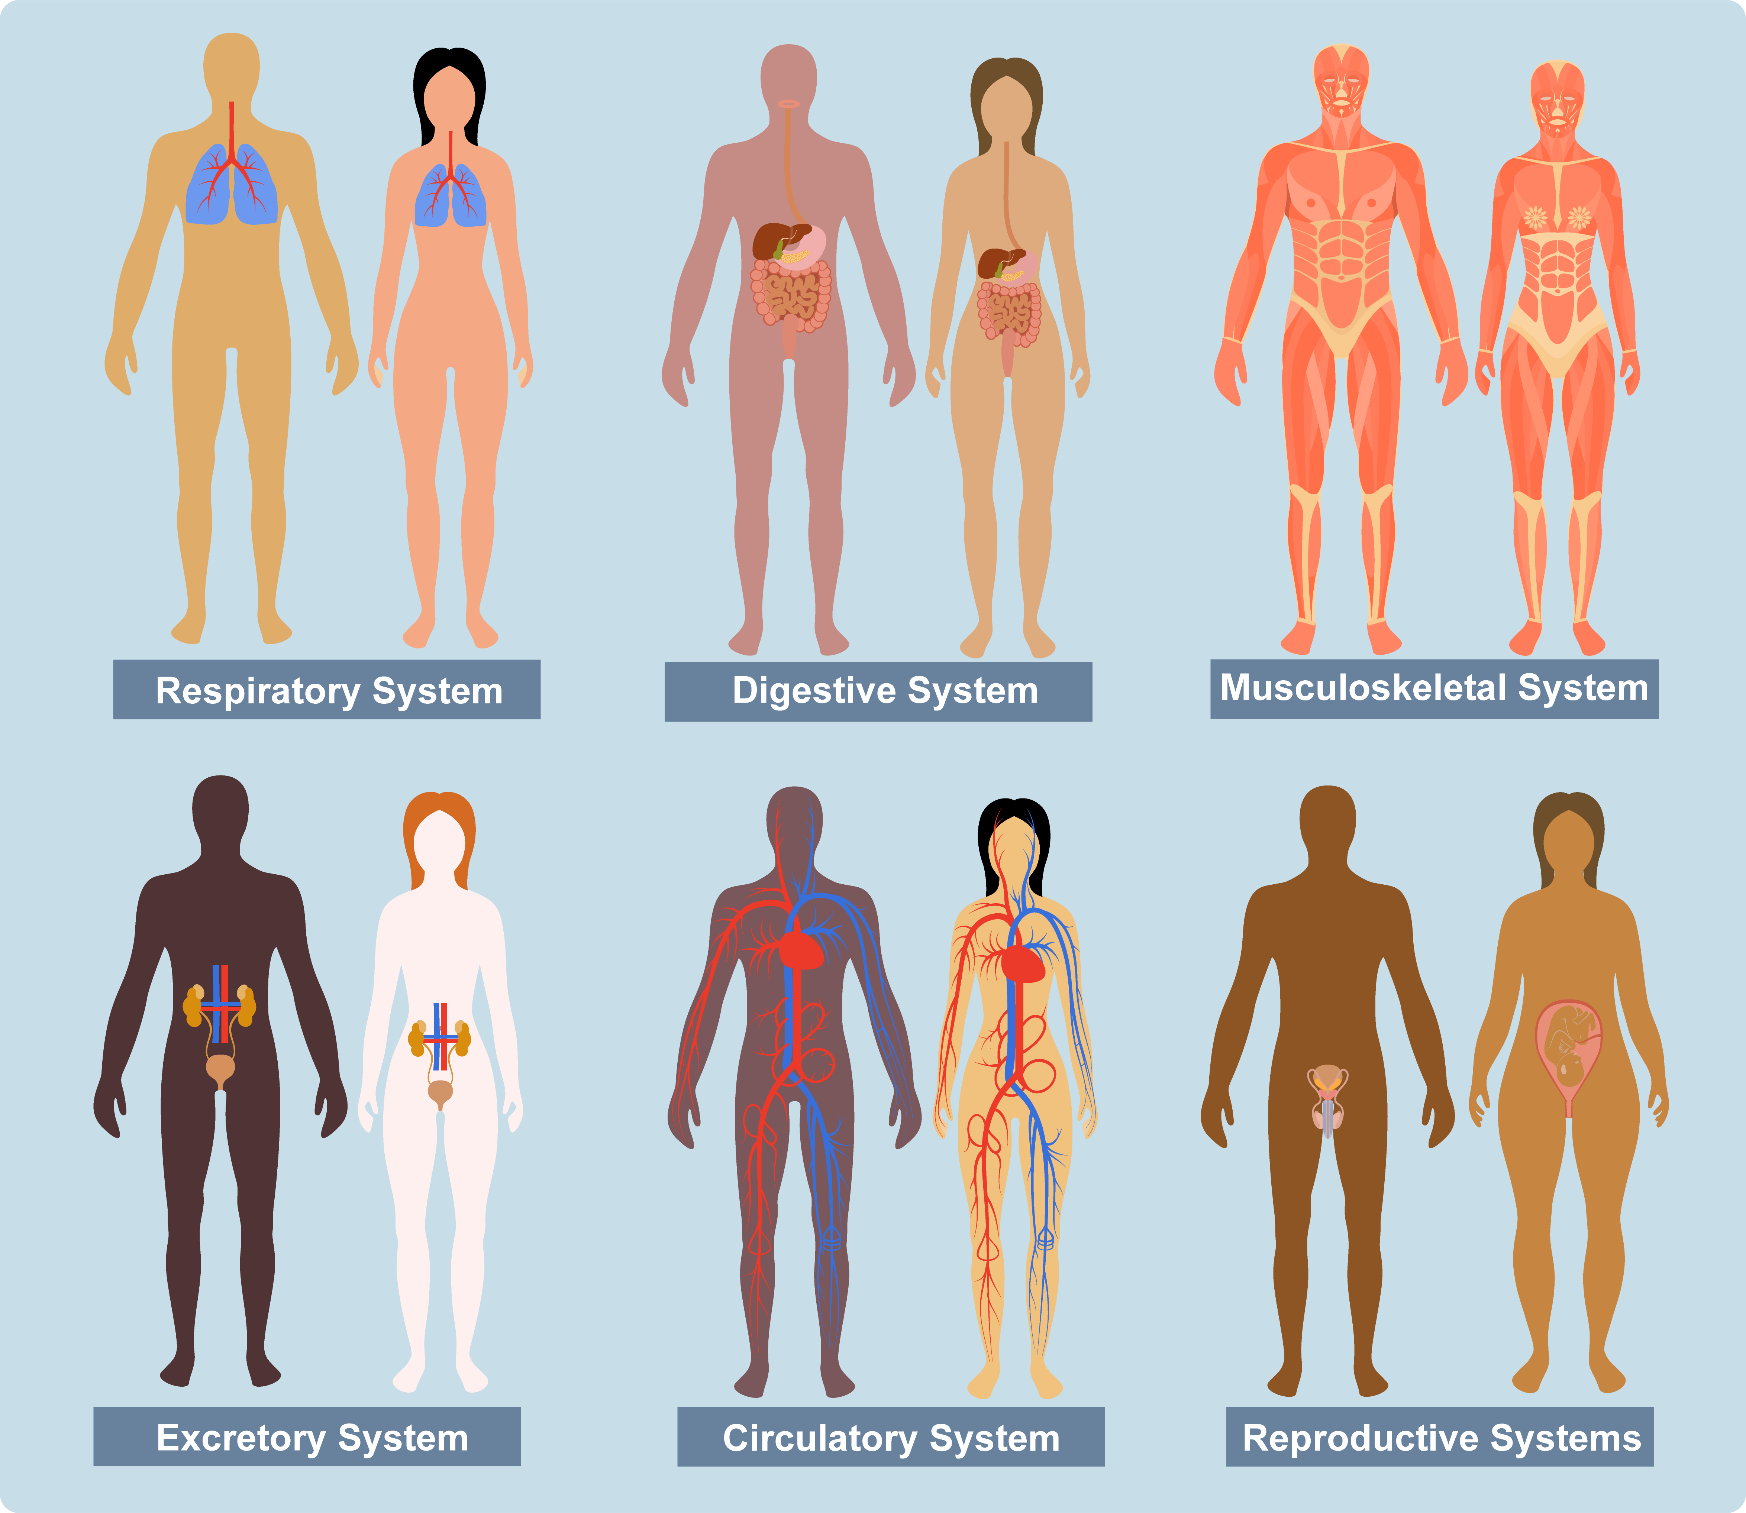 Respiratory System
Digestive System
Musculoskeletal System
Excretory System
Circulatory System
Reproductive Systems